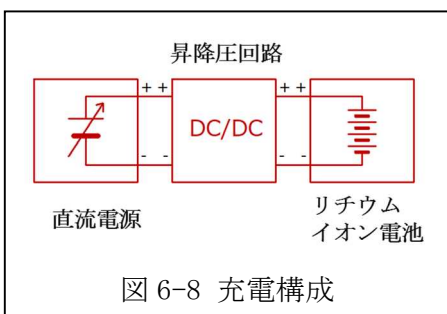 昇降圧回路
+ + + +
DC/DC
- - - -
直流電源
リチウム
イオン電池
図 6-8 充電構成